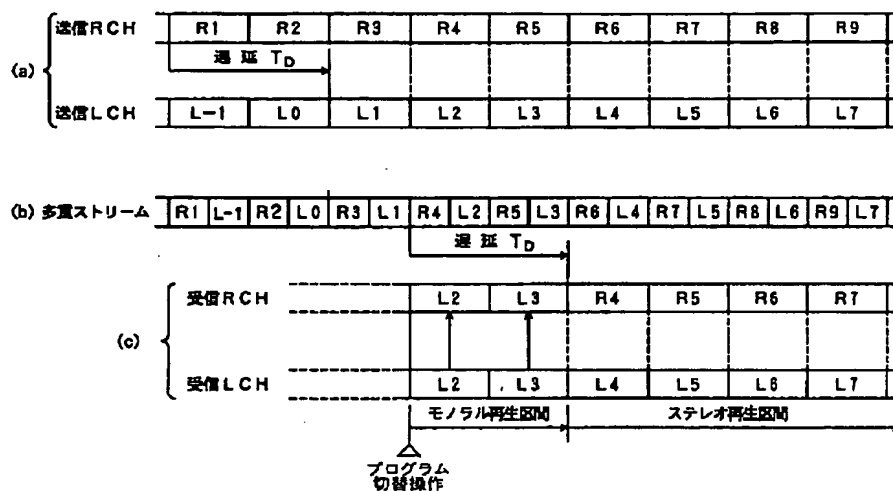 送信RCH R1 R2 R3 R4 R5 R6 R7 R8 R9
(a) 遅延 TD
送信LCH L-1 L0 L1 L2 L3 L4 L5 L6 L7
(b) 多重ストリーム R1 L-1 R2 L0 R3 L1 R4 L2 R5 L3 R6 L4 R7 L5 R8 L6 R9 L7
遅延 TD
受信RCH L2 L3 R4 R5 R6 R7
(c)
受信LCH L2 L3 L4 L5 L6 L7
モノラル再生区間 ステレオ再生区間
プログラム
切替操作